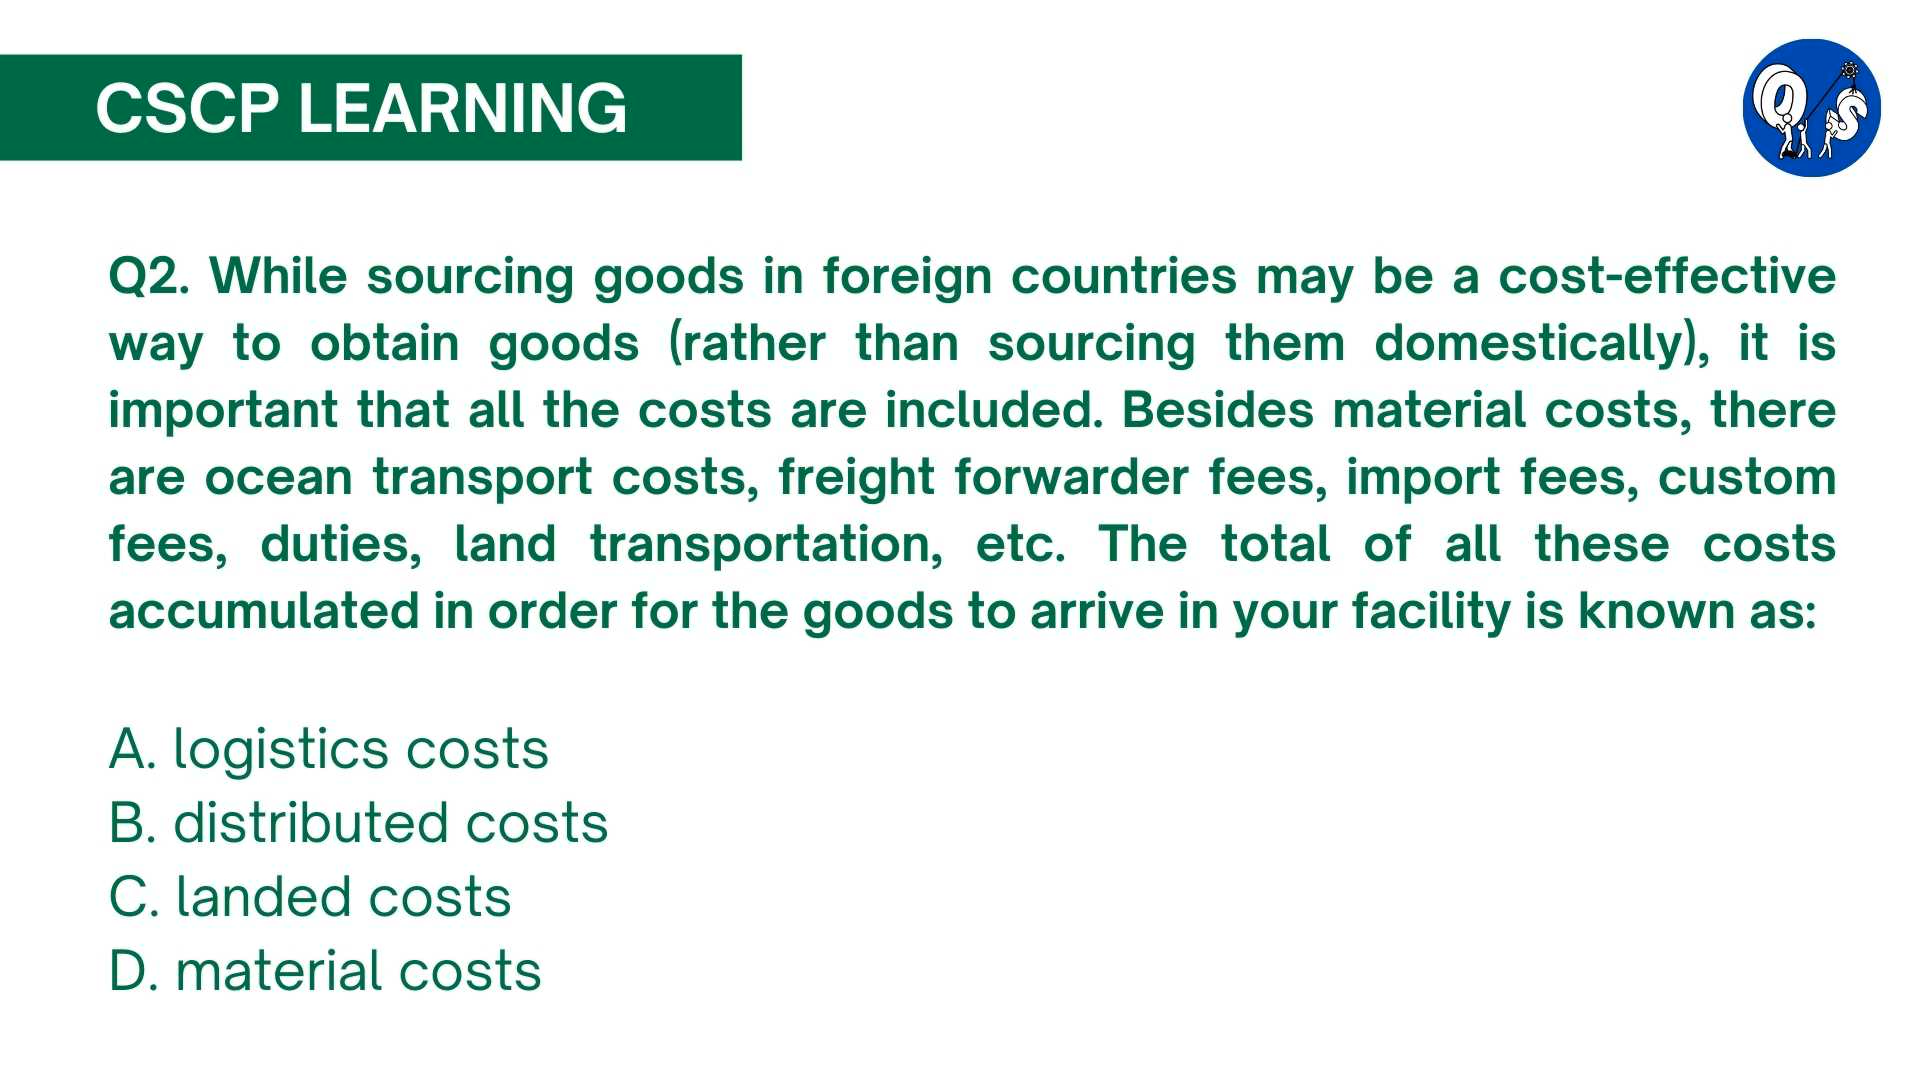 CSCP LEARNING
Q S
Q2. While sourcing goods in foreign countries may be a cost-effective
way to obtain goods (rather than sourcing them domestically), it is
important that all the costs are included. Besides material costs, there
are ocean transport costs, freight forwarder fees, import fees, custom
fees, duties, land transportation, etc. The total of all these costs
accumulated in order for the goods to arrive in your facility is known as:
A. logistics costs
B. distributed costs
C. landed costs
D. material costs